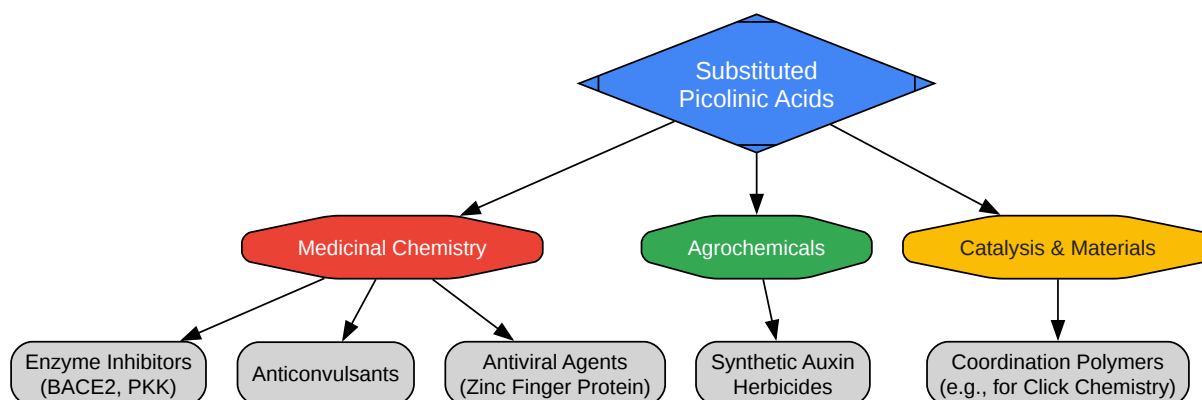 Substituted
Picolinic Acids
Medicinal Chemistry
Agrochemicals
Catalysis & Materials
Enzyme Inhibitors
(BACE2, PKK)
Anticonvulsants
Antiviral Agents
(Zinc Finger Protein)
Synthetic Auxin
Herbicides
Coordination Polymers
(e.g., for Click Chemistry)